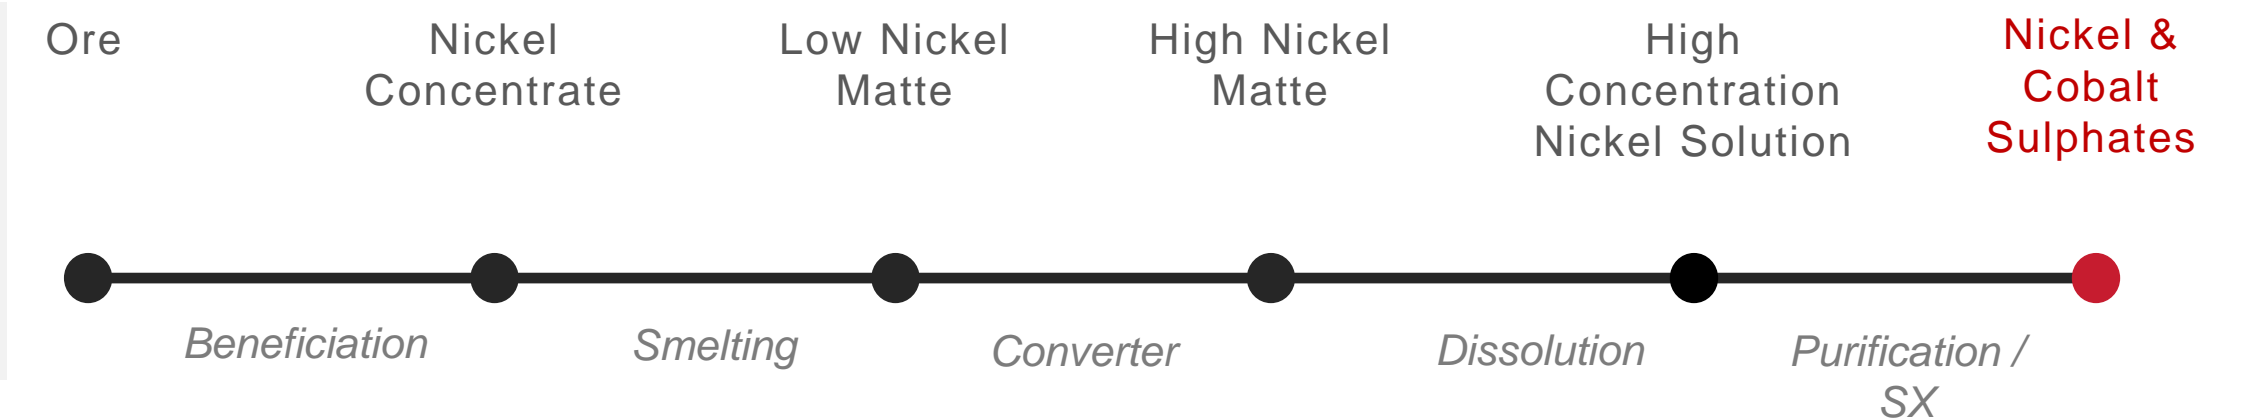 Ore
Nickel
Concentrate
Low Nickel
Matte
High Nickel
Matte
High
Concentration
Nickel Solution
Nickel &
Cobalt
Sulphates
Beneficiation
Smelting
Converter
Dissolution
Purification /
SX